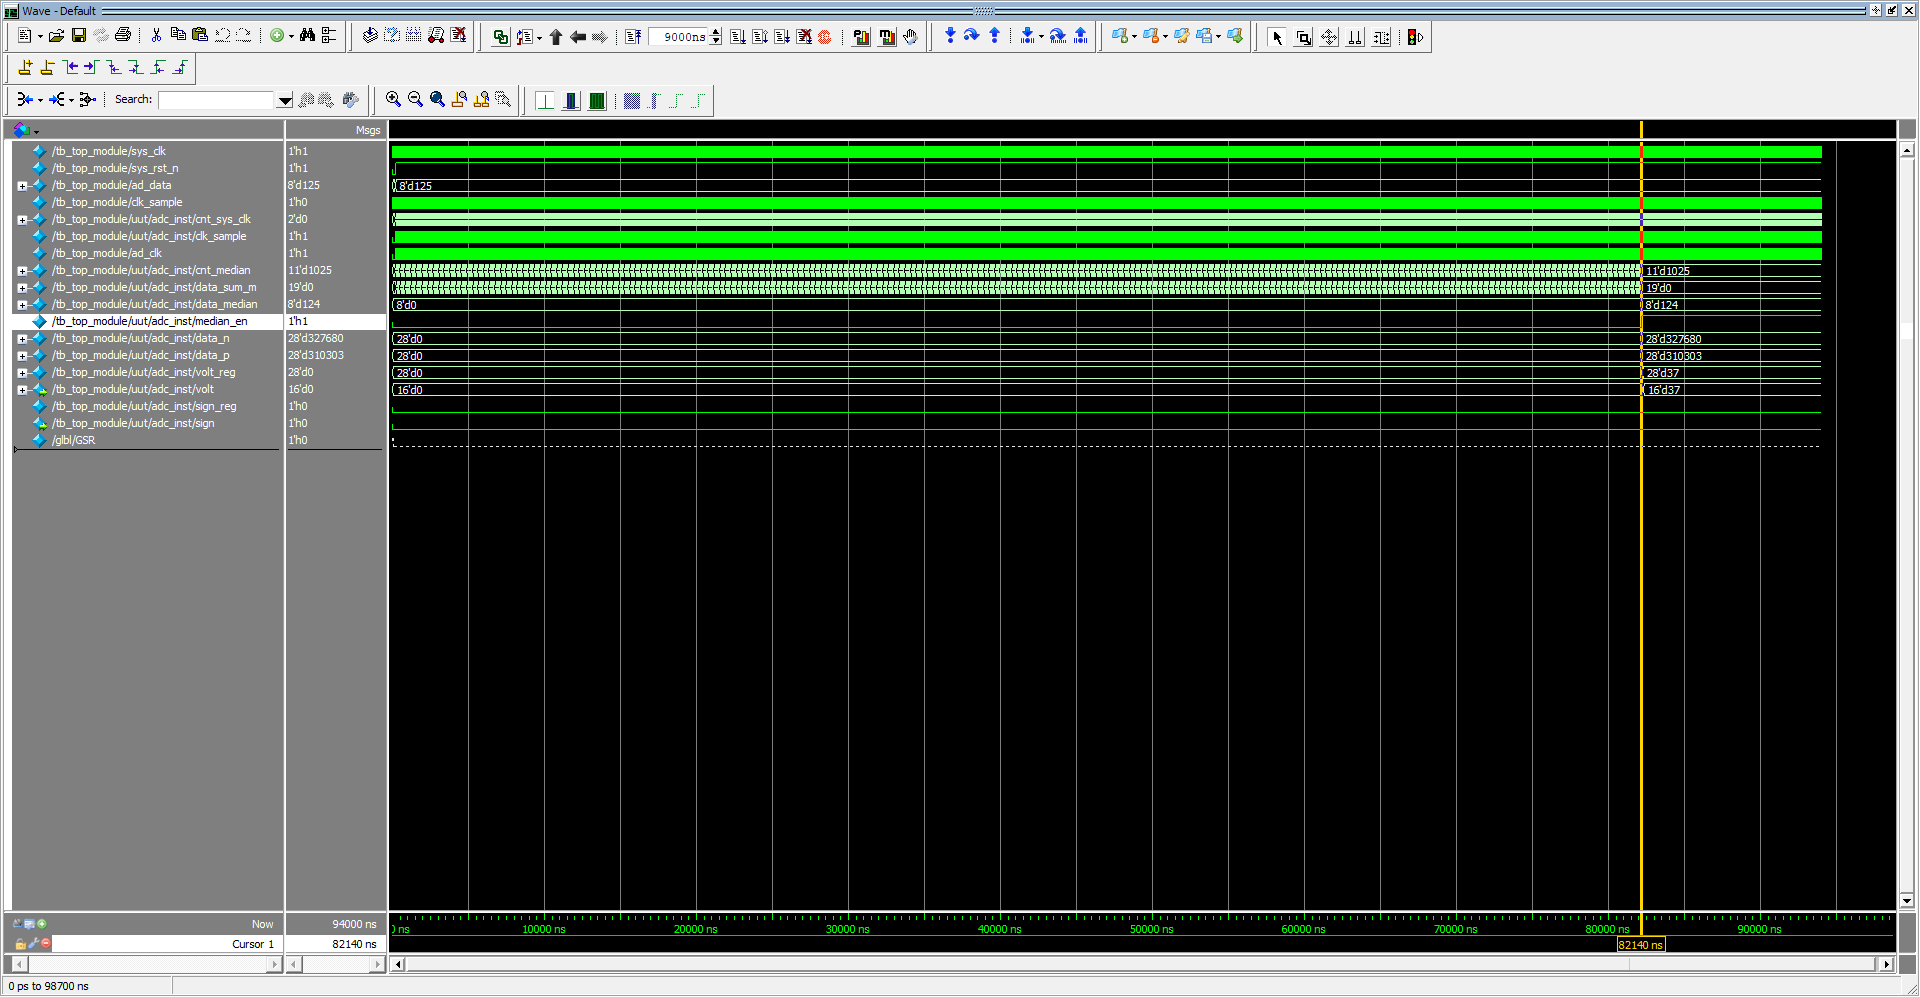 Wave - Default
9000ns
Search:
Msgs
/tb_top_module/sys_clk 1'h1
/tb_top_module/sys_rst_n 1'h1
/tb_top_module/ad_data 8'd125 8'd125
/tb_top_module/clk_sample 1'h0
/tb_top_module/uut/adc_inst/cnt_sys_clk 2'd0
/tb_top_module/uut/adc_inst/clk_sample 1'h1
/tb_top_module/ad_clk 1'h1
/tb_top_module/uut/adc_inst/cnt_median 11'd1025 11'd1025
/tb_top_module/uut/adc_inst/data_sum_m 19'd0 19'd0
/tb_top_module/uut/adc_inst/data_median 8'd124 8'd0 8'd124
/tb_top_module/uut/adc_inst/median_en 1'h1
/tb_top_module/uut/adc_inst/data_n 28'd327680 28'd0 28'd327680
/tb_top_module/uut/adc_inst/data_p 28'd310303 28'd0 28'd310303
/tb_top_module/uut/adc_inst/volt_reg 28'd0 28'd0 28'd37
/tb_top_module/uut/adc_inst/volt 16'd0 16'd0 16'd37
/tb_top_module/uut/adc_inst/sign_reg 1'h0
/tb_top_module/uut/adc_inst/sign 1'h0
/glbl/GSR 1'h0
Now 94000 ns
ns 10000 ns 20000 ns 30000 ns 40000 ns 50000 ns 60000 ns 70000 ns 80000 ns 90000 ns
Cursor 1 82140 ns 82140 ns
0 ps to 98700 ns